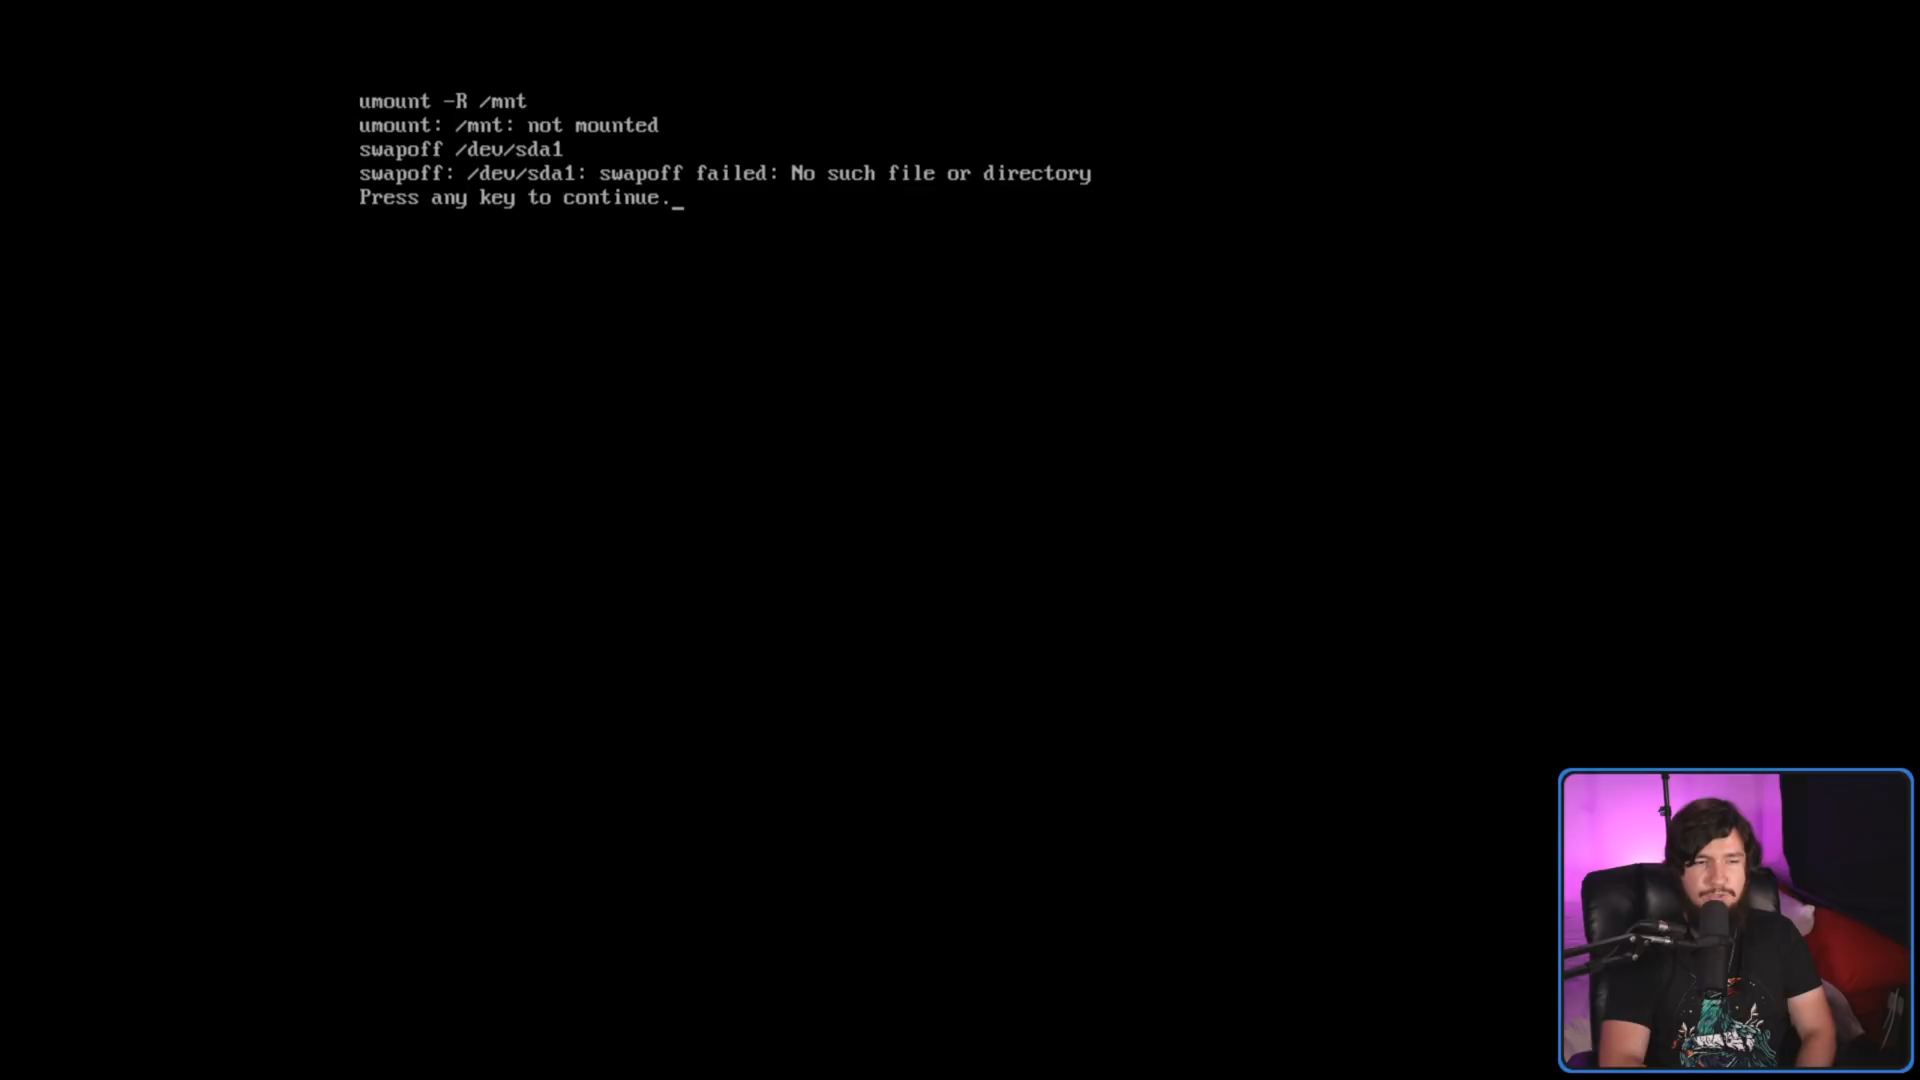 umount -R /mnt
umount: /mnt: not mounted
swapoff /dev/sda1
swapoff: /dev/sda1: swapoff failed: No such file or directory
Press any key to continue._